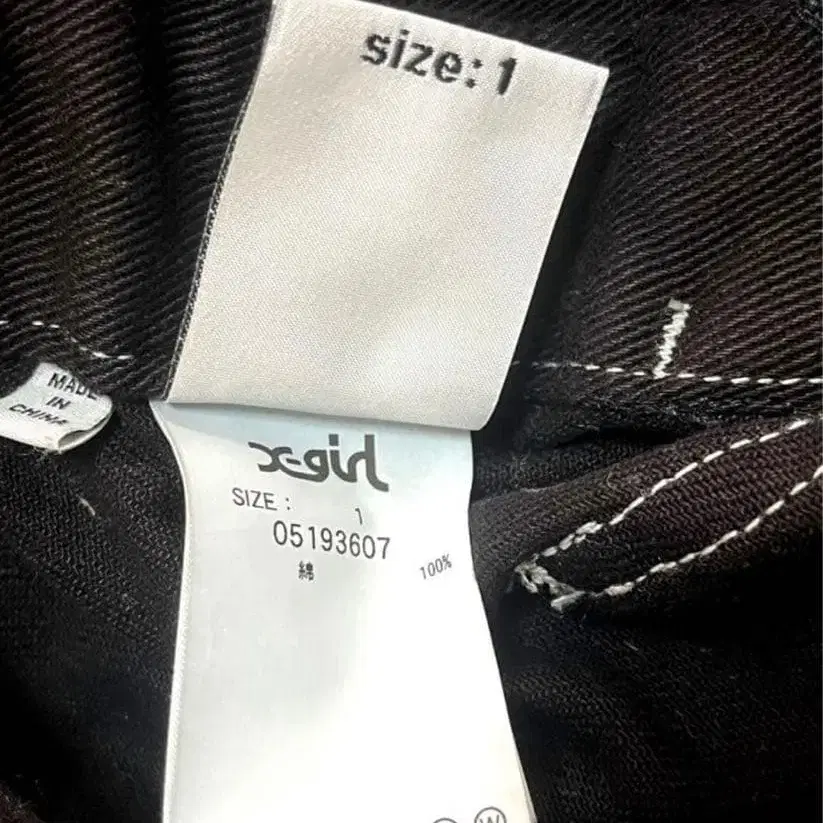 size: 1
MADE
IN
CHINA
x-girl
SIZE : 1
05193607
綿 100%
W